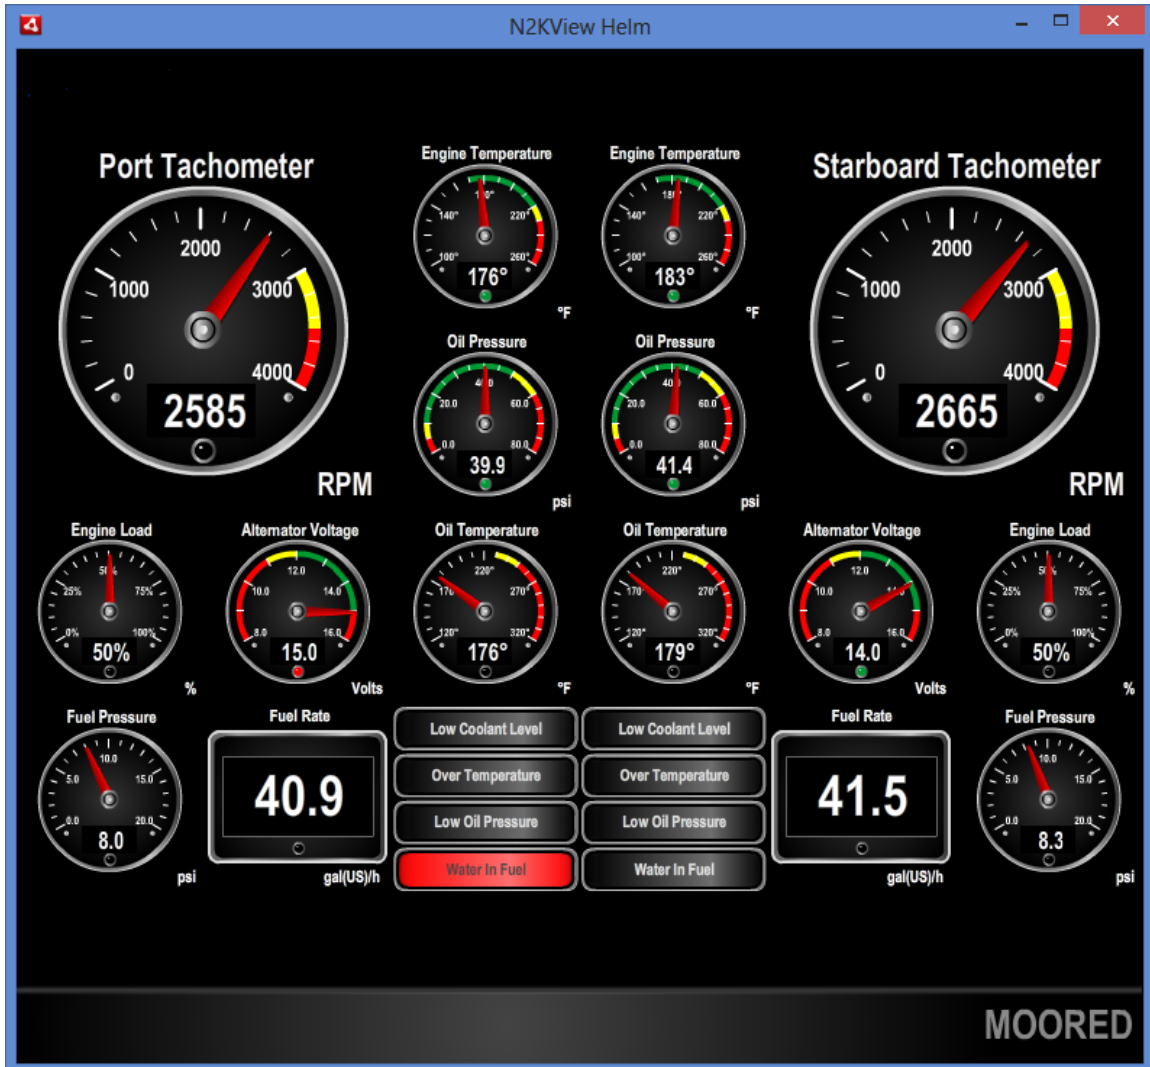 N2KView Helm
Port Tachometer
0
1000
2000
3000
4000
2585
RPM
Engine Temperature
100°
140°
220°
260°
176°
°F
Engine Temperature
100°
140°
220°
260°
183°
°F
Starboard Tachometer
0
1000
2000
3000
4000
2665
RPM
Oil Pressure
0.0
20.0
40.0
60.0
80.0
39.9
psi
Oil Pressure
0.0
20.0
60.0
80.0
41.4
psi
Engine Load
0%
25%
50%
75%
100%
50%
%
Alternator Voltage
8.0
10.0
12.0
14.0
16.0
15.0
Volts
Oil Temperature
120°
170°
220°
270°
320°
176°
°F
Oil Temperature
120°
170°
220°
270°
320°
179°
°F
Alternator Voltage
8.0
10.0
12.0
14.0
16.0
14.0
Volts
Engine Load
0%
25%
50%
75%
100%
50%
%
Fuel Pressure
0.0
5.0
10.0
15.0
20.0
8.0
psi
Fuel Rate
40.9
gal(US)/h
Low Coolant Level
Over Temperature
Low Oil Pressure
Water In Fuel
Low Coolant Level
Over Temperature
Low Oil Pressure
Water In Fuel
Fuel Rate
41.5
gal(US)/h
Fuel Pressure
0.0
5.0
10.0
15.0
20.0
8.3
psi
MOORED